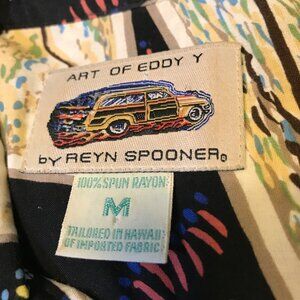 ART OF EDDY Y
by REYN SPOONER®
100% SPUN RAYON
M
TAILORED IN HAWAII
OF IMPORTED FABRIC